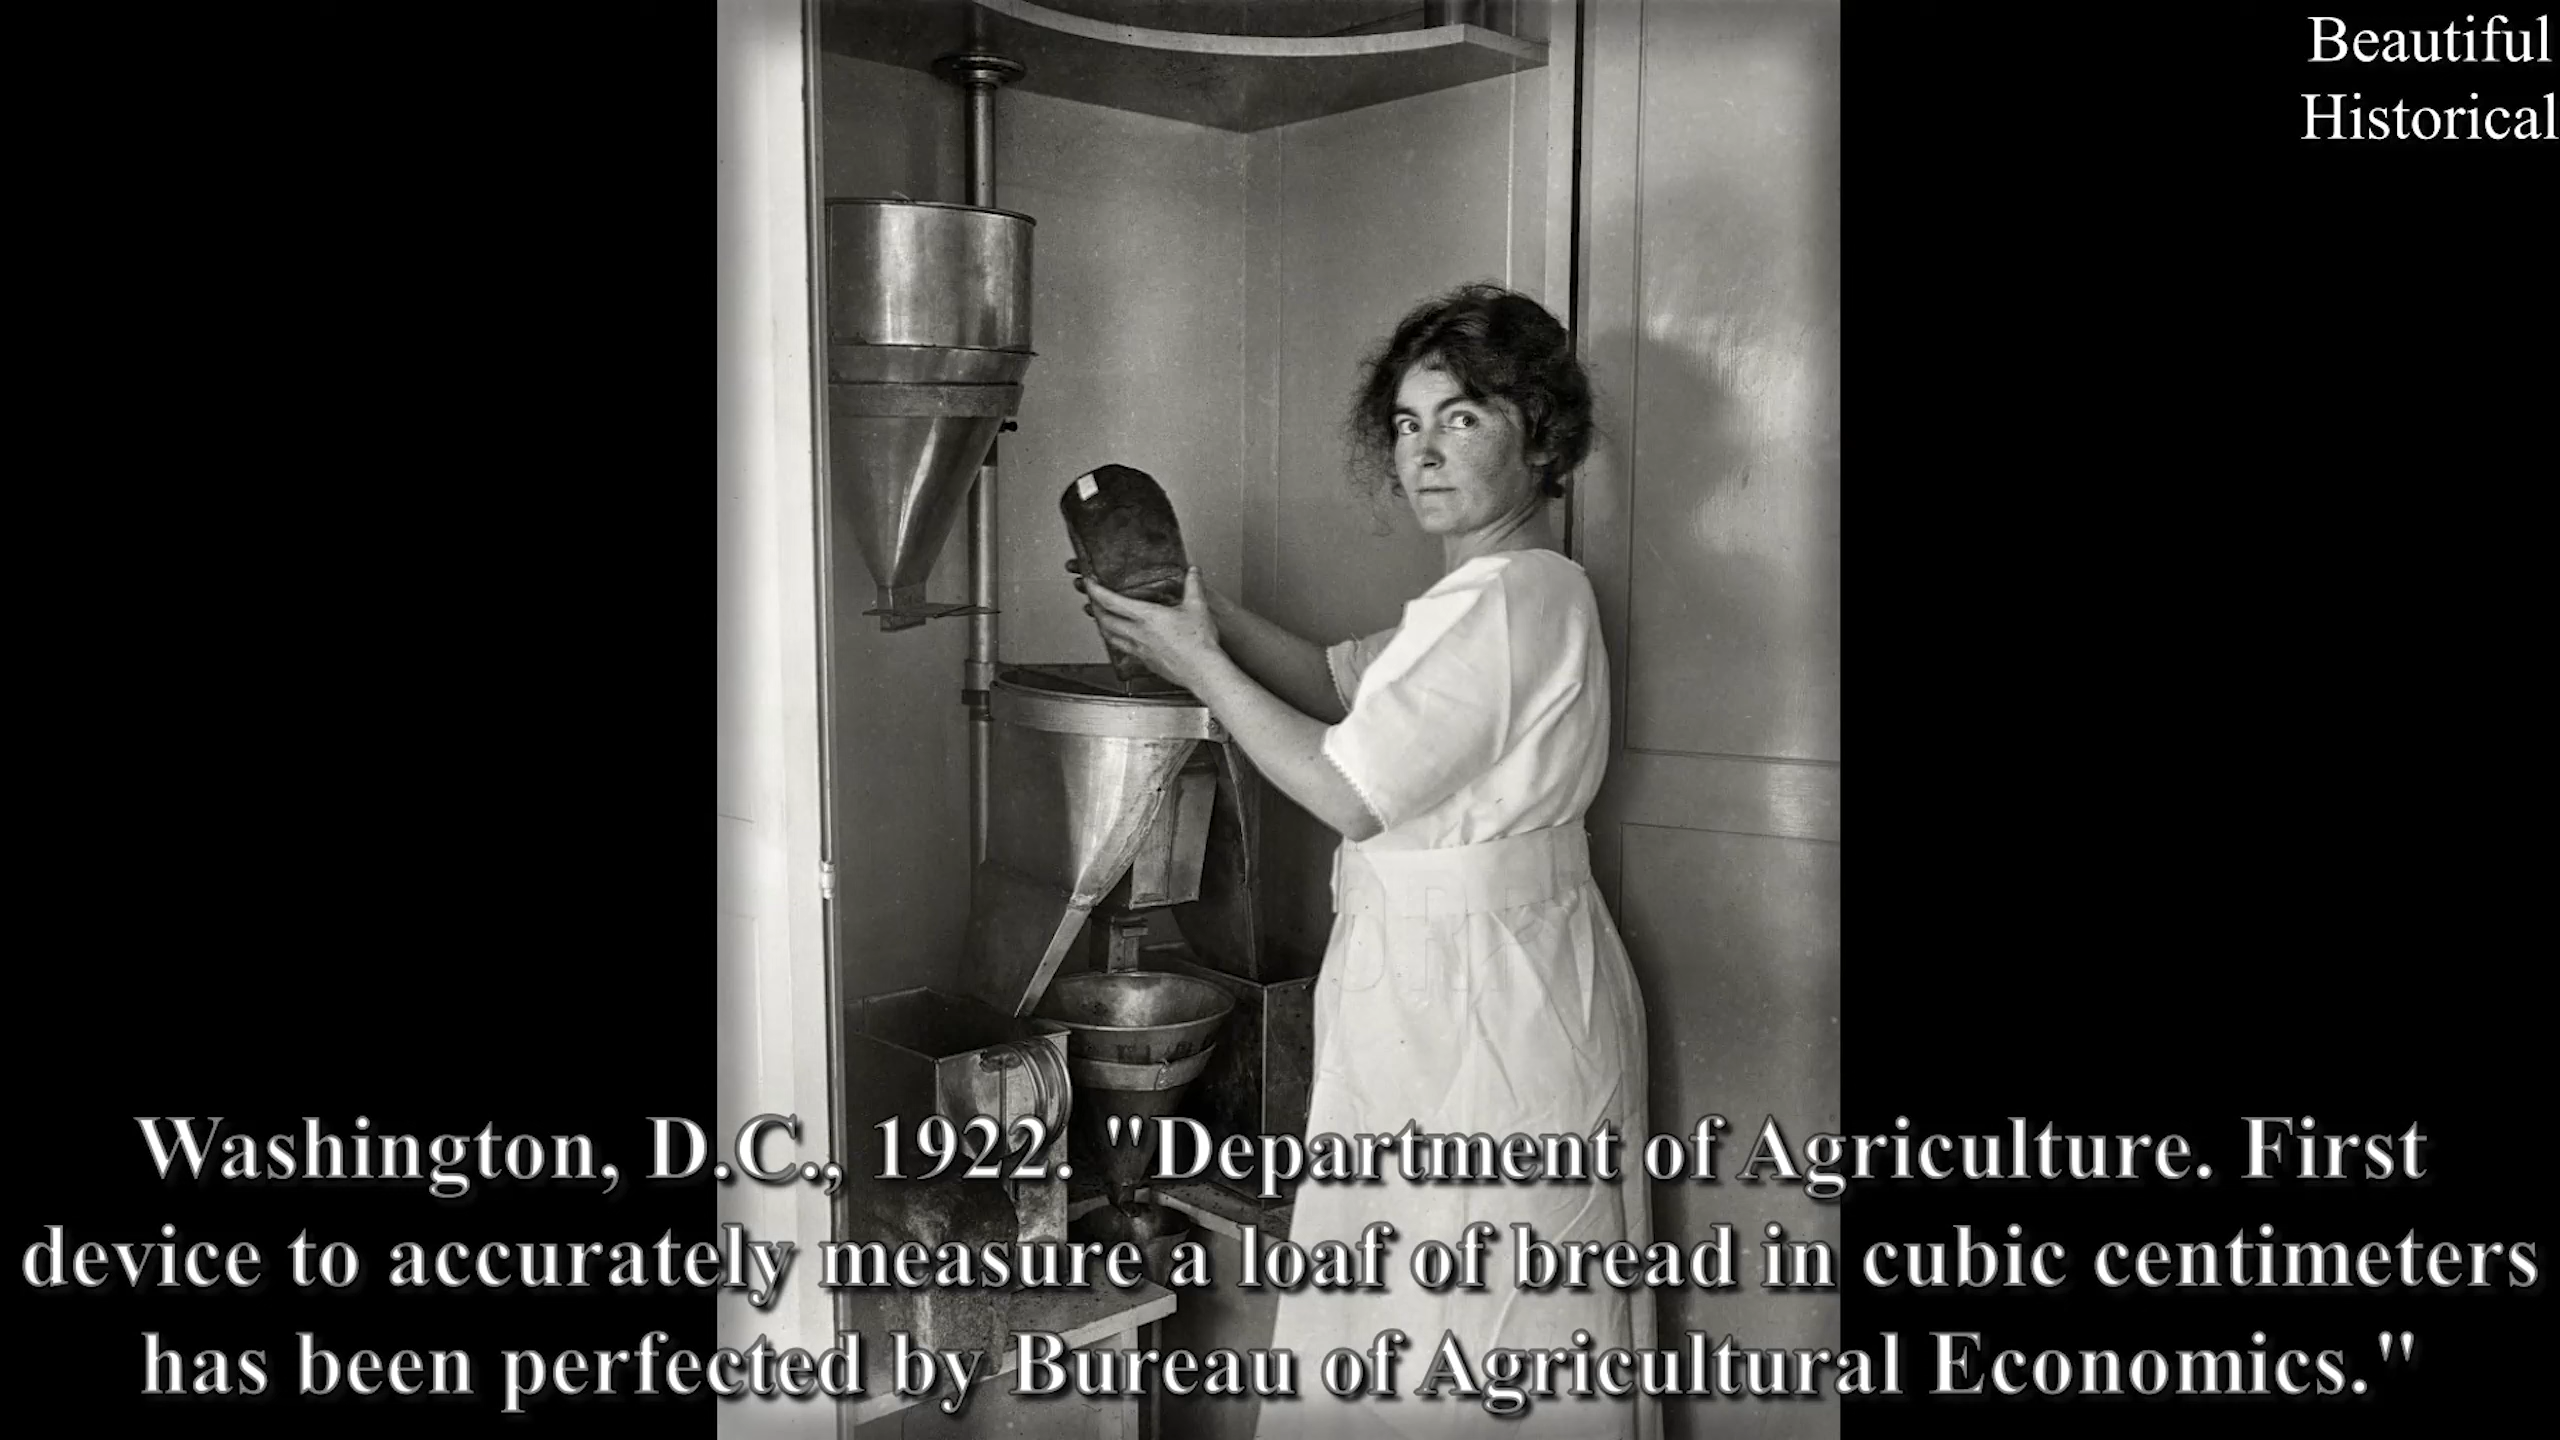 Beautiful
Historical
Washington, D.C., 1922. "Department of Agriculture. First
device to accurately measure a loaf of bread in cubic centimeters
has been perfected by Bureau of Agricultural Economics."